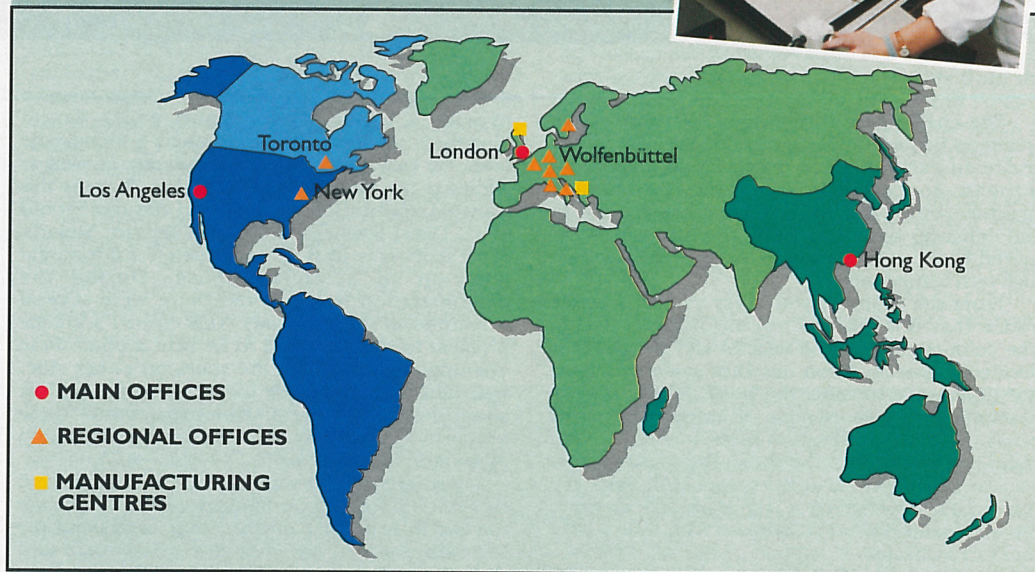 Toronto
London
Wolfenbüttel
Los Angeles
New York
Hong Kong
MAIN OFFICES
REGIONAL OFFICES
MANUFACTURING
CENTRES